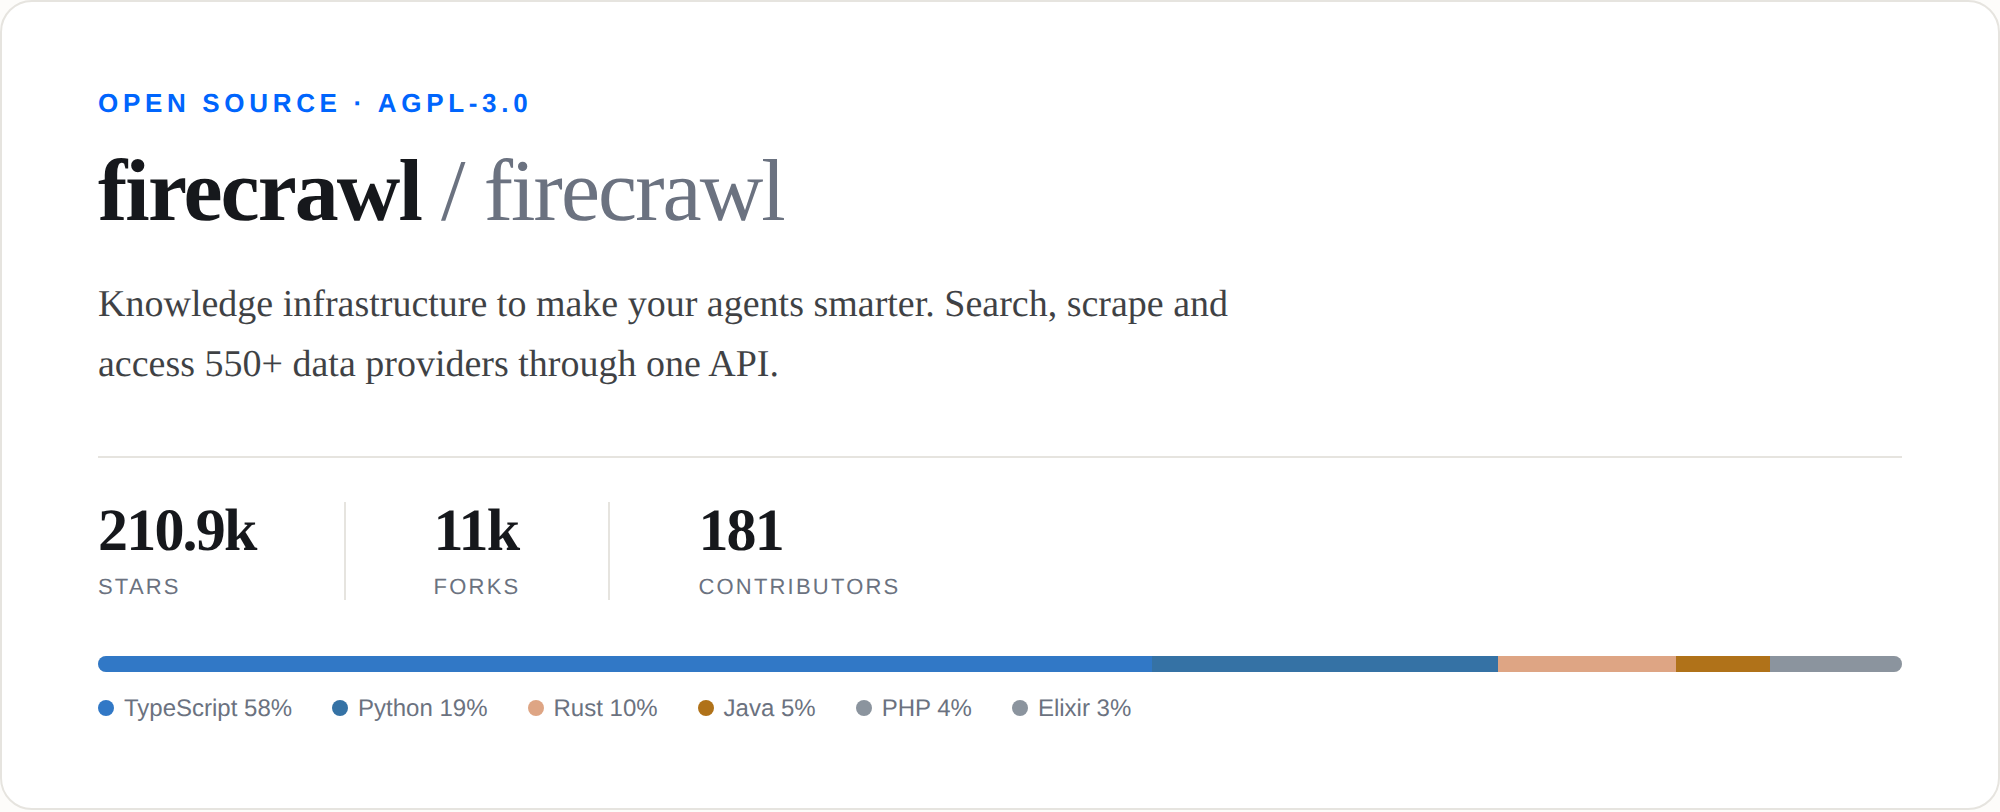 OPEN SOURCE · AGPL-3.0
firecrawl / firecrawl
Knowledge infrastructure to make your agents smarter. Search, scrape and
access 550+ data providers through one API.
210.9k
STARS
11k
FORKS
181
CONTRIBUTORS
TypeScript 58%
Python 19%
Rust 10%
Java 5%
PHP 4%
Elixir 3%